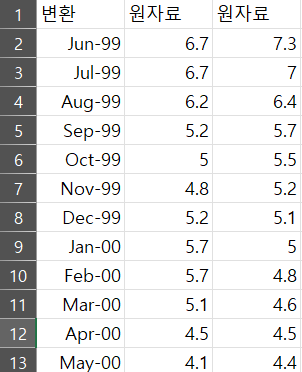 1 변환 원자료 원자료
2 Jun-99 6.7 7.3
3 Jul-99 6.7 7
4 Aug-99 6.2 6.4
5 Sep-99 5.2 5.7
6 Oct-99 5 5.5
7 Nov-99 4.8 5.2
8 Dec-99 5.2 5.1
9 Jan-00 5.7 5
10 Feb-00 5.7 4.8
11 Mar-00 5.1 4.6
12 Apr-00 4.5 4.5
13 May-00 4.1 4.4